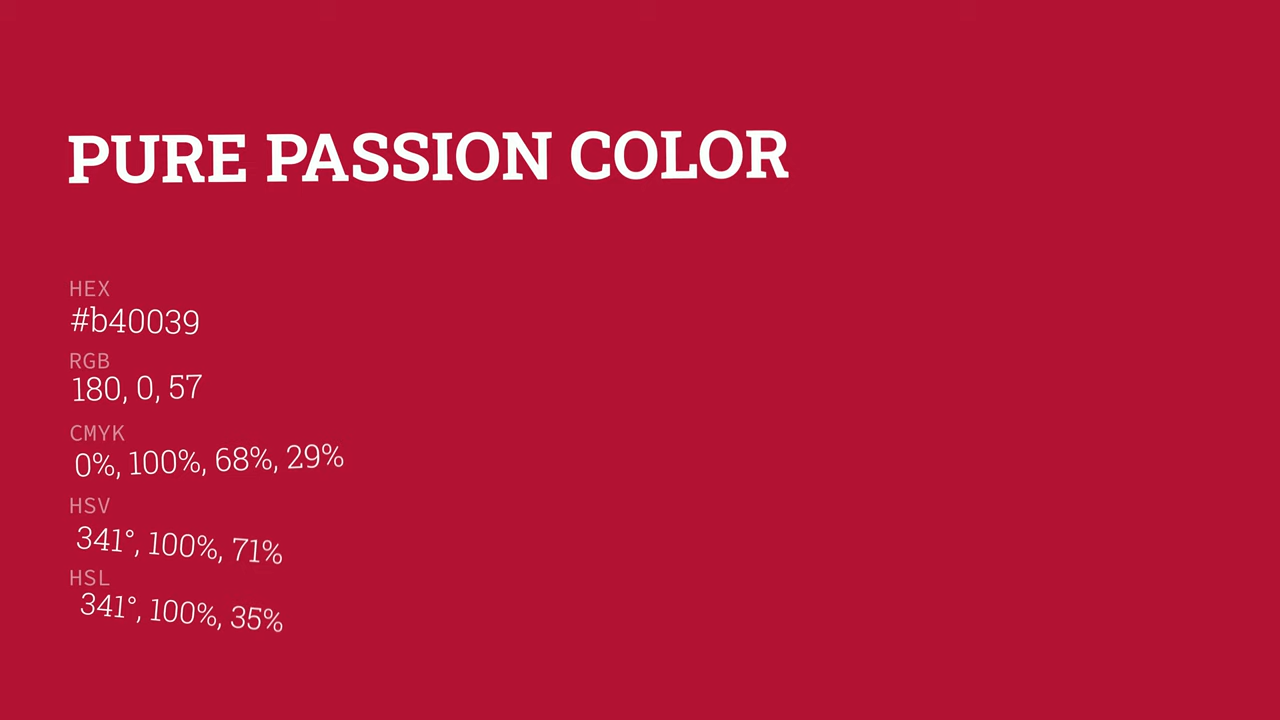 PURE PASSION COLOR
HEX
#b40039
RGB
180, 0, 57
CMYK
0%, 100%, 68%, 29%
HSV
341°, 100%, 71%
HSL
341°, 100%, 35%